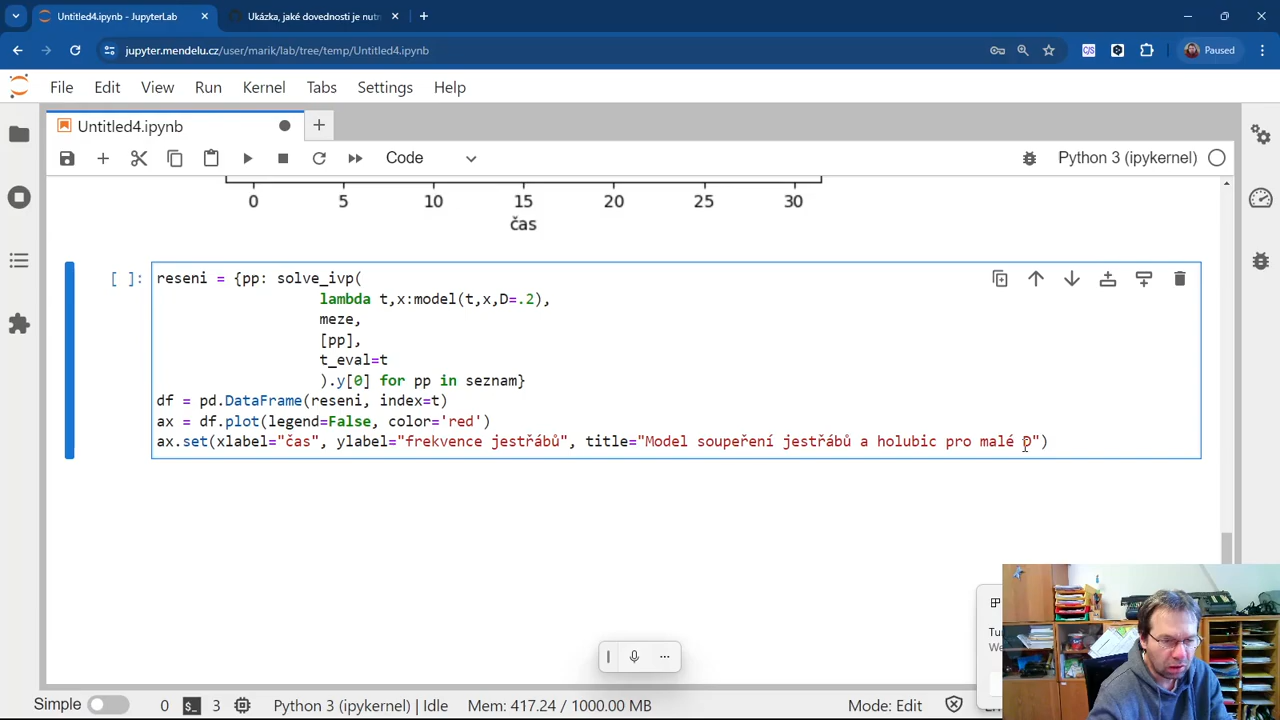 Untitled4.ipynb - JupyterLab
Ukázka, jaké dovednosti je nutn
jupyter.mendelu.cz/user/marik/lab/tree/temp/Untitled4.ipynb
Paused
File Edit View Run Kernel Tabs Settings Help
Untitled4.ipynb
Code
Python 3 (ipykernel)
0 5 10 15 20 25 30
čas
[ ]:
reseni = {pp: solve_ivp(
lambda t,x:model(t,x,D=.2),
meze,
[pp],
t_eval=t
).y[0] for pp in seznam}
df = pd.DataFrame(reseni, index=t)
ax = df.plot(legend=False, color='red')
ax.set(xlabel="čas", ylabel="frekvence jestřábů", title="Model soupeření jestřábů a holubic pro malé D")
Simple
0
3
Python 3 (ipykernel) | Idle
Mem: 417.24 / 1000.00 MB
Mode: Edit